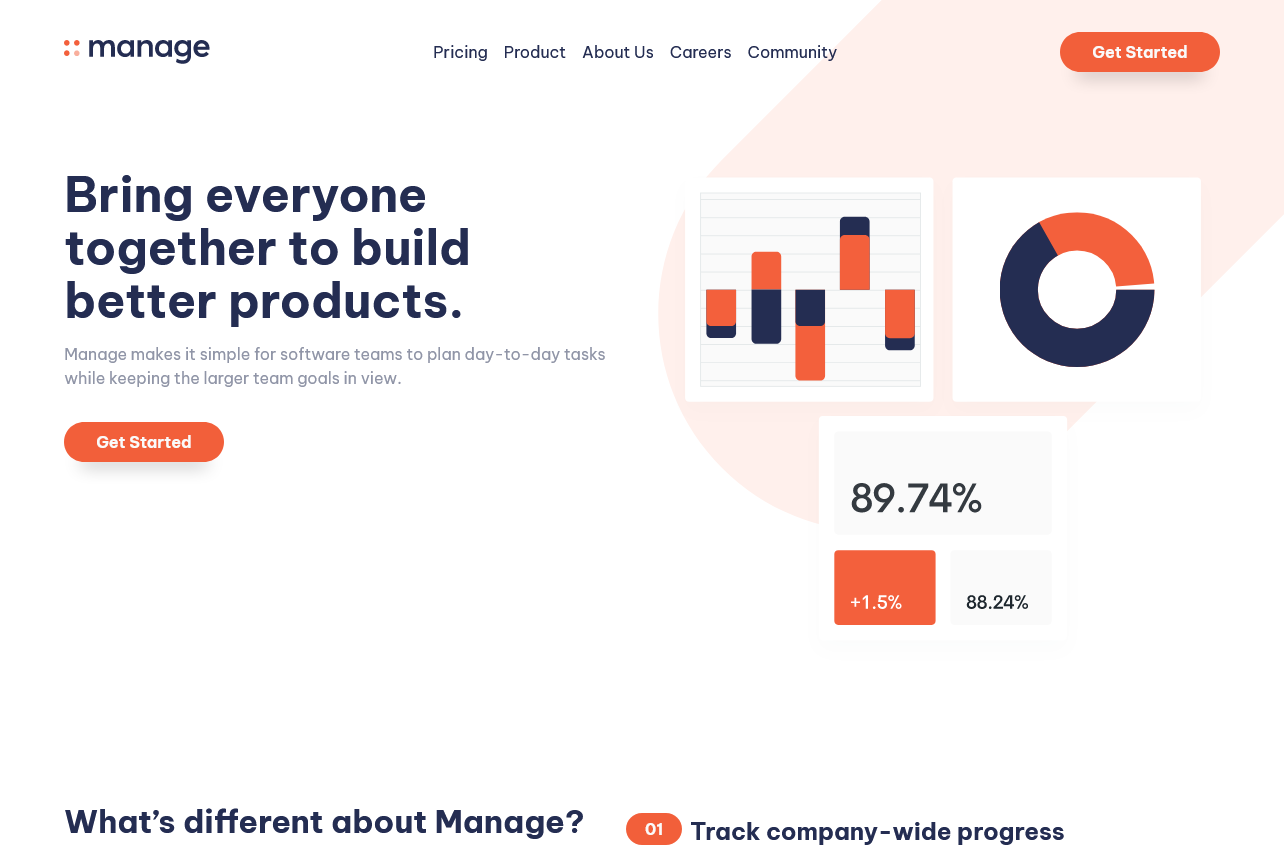 manage
Pricing Product About Us Careers Community
Get Started
Bring everyone
together to build
better products.
Manage makes it simple for software teams to plan day-to-day tasks
while keeping the larger team goals in view.
Get Started
89.74%
+1.5%
88.24%
What’s different about Manage?
01 Track company-wide progress